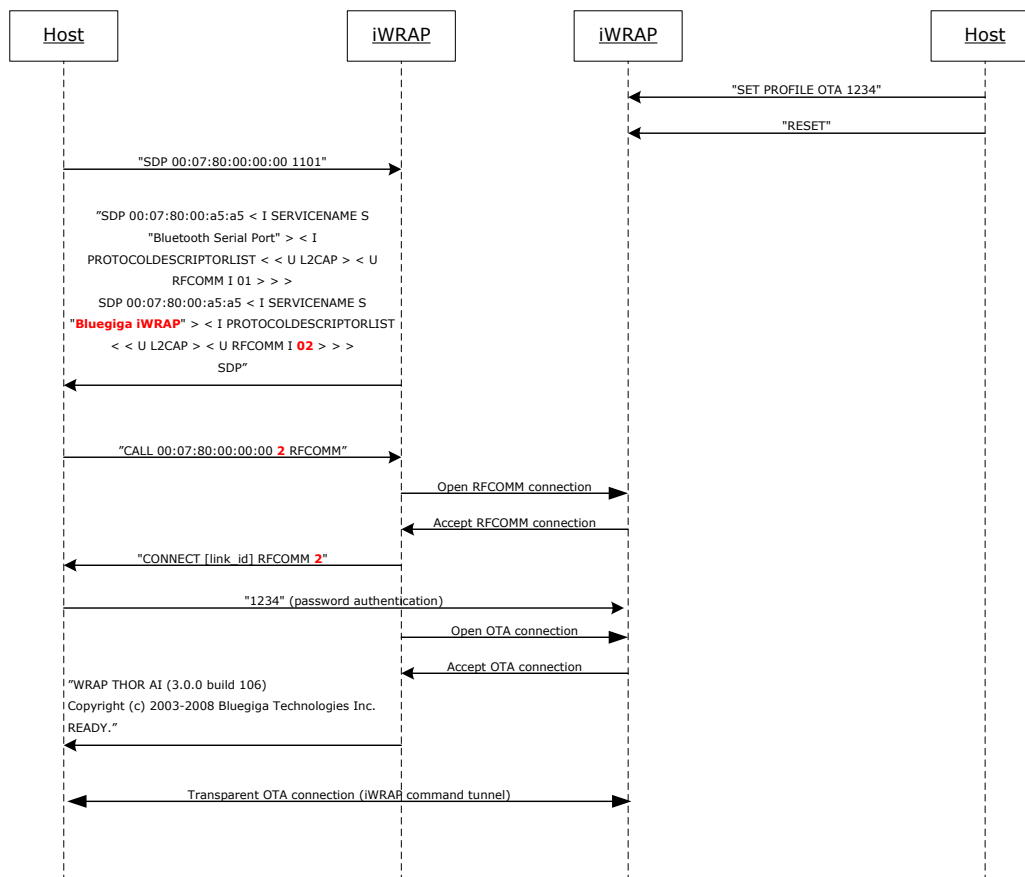 Host
iWRAP
iWRAP
Host
"SET PROFILE OTA 1234"
"RESET"
"SDP 00:07:80:00:00:00 1101"
”SDP 00:07:80:00:a5:a5 < I SERVICENAME S
"Bluetooth Serial Port" > < I
PROTOCOLDESCRIPTORLIST < < U L2CAP > < U
RFCOMM I 01 > > >
SDP 00:07:80:00:a5:a5 < I SERVICENAME S
"Bluegiga iWRAP" > < I PROTOCOLDESCRIPTORLIST
< < U L2CAP > < U RFCOMM I 02 > > >
SDP”
”CALL 00:07:80:00:00:00 2 RFCOMM”
Open RFCOMM connection
Accept RFCOMM connection
"CONNECT [link_id] RFCOMM 2"
"1234" (password authentication)
Open OTA connection
Accept OTA connection
”WRAP THOR AI (3.0.0 build 106)
Copyright (c) 2003-2008 Bluegiga Technologies Inc.
READY.”
Transparent OTA connection (iWRAP command tunnel)